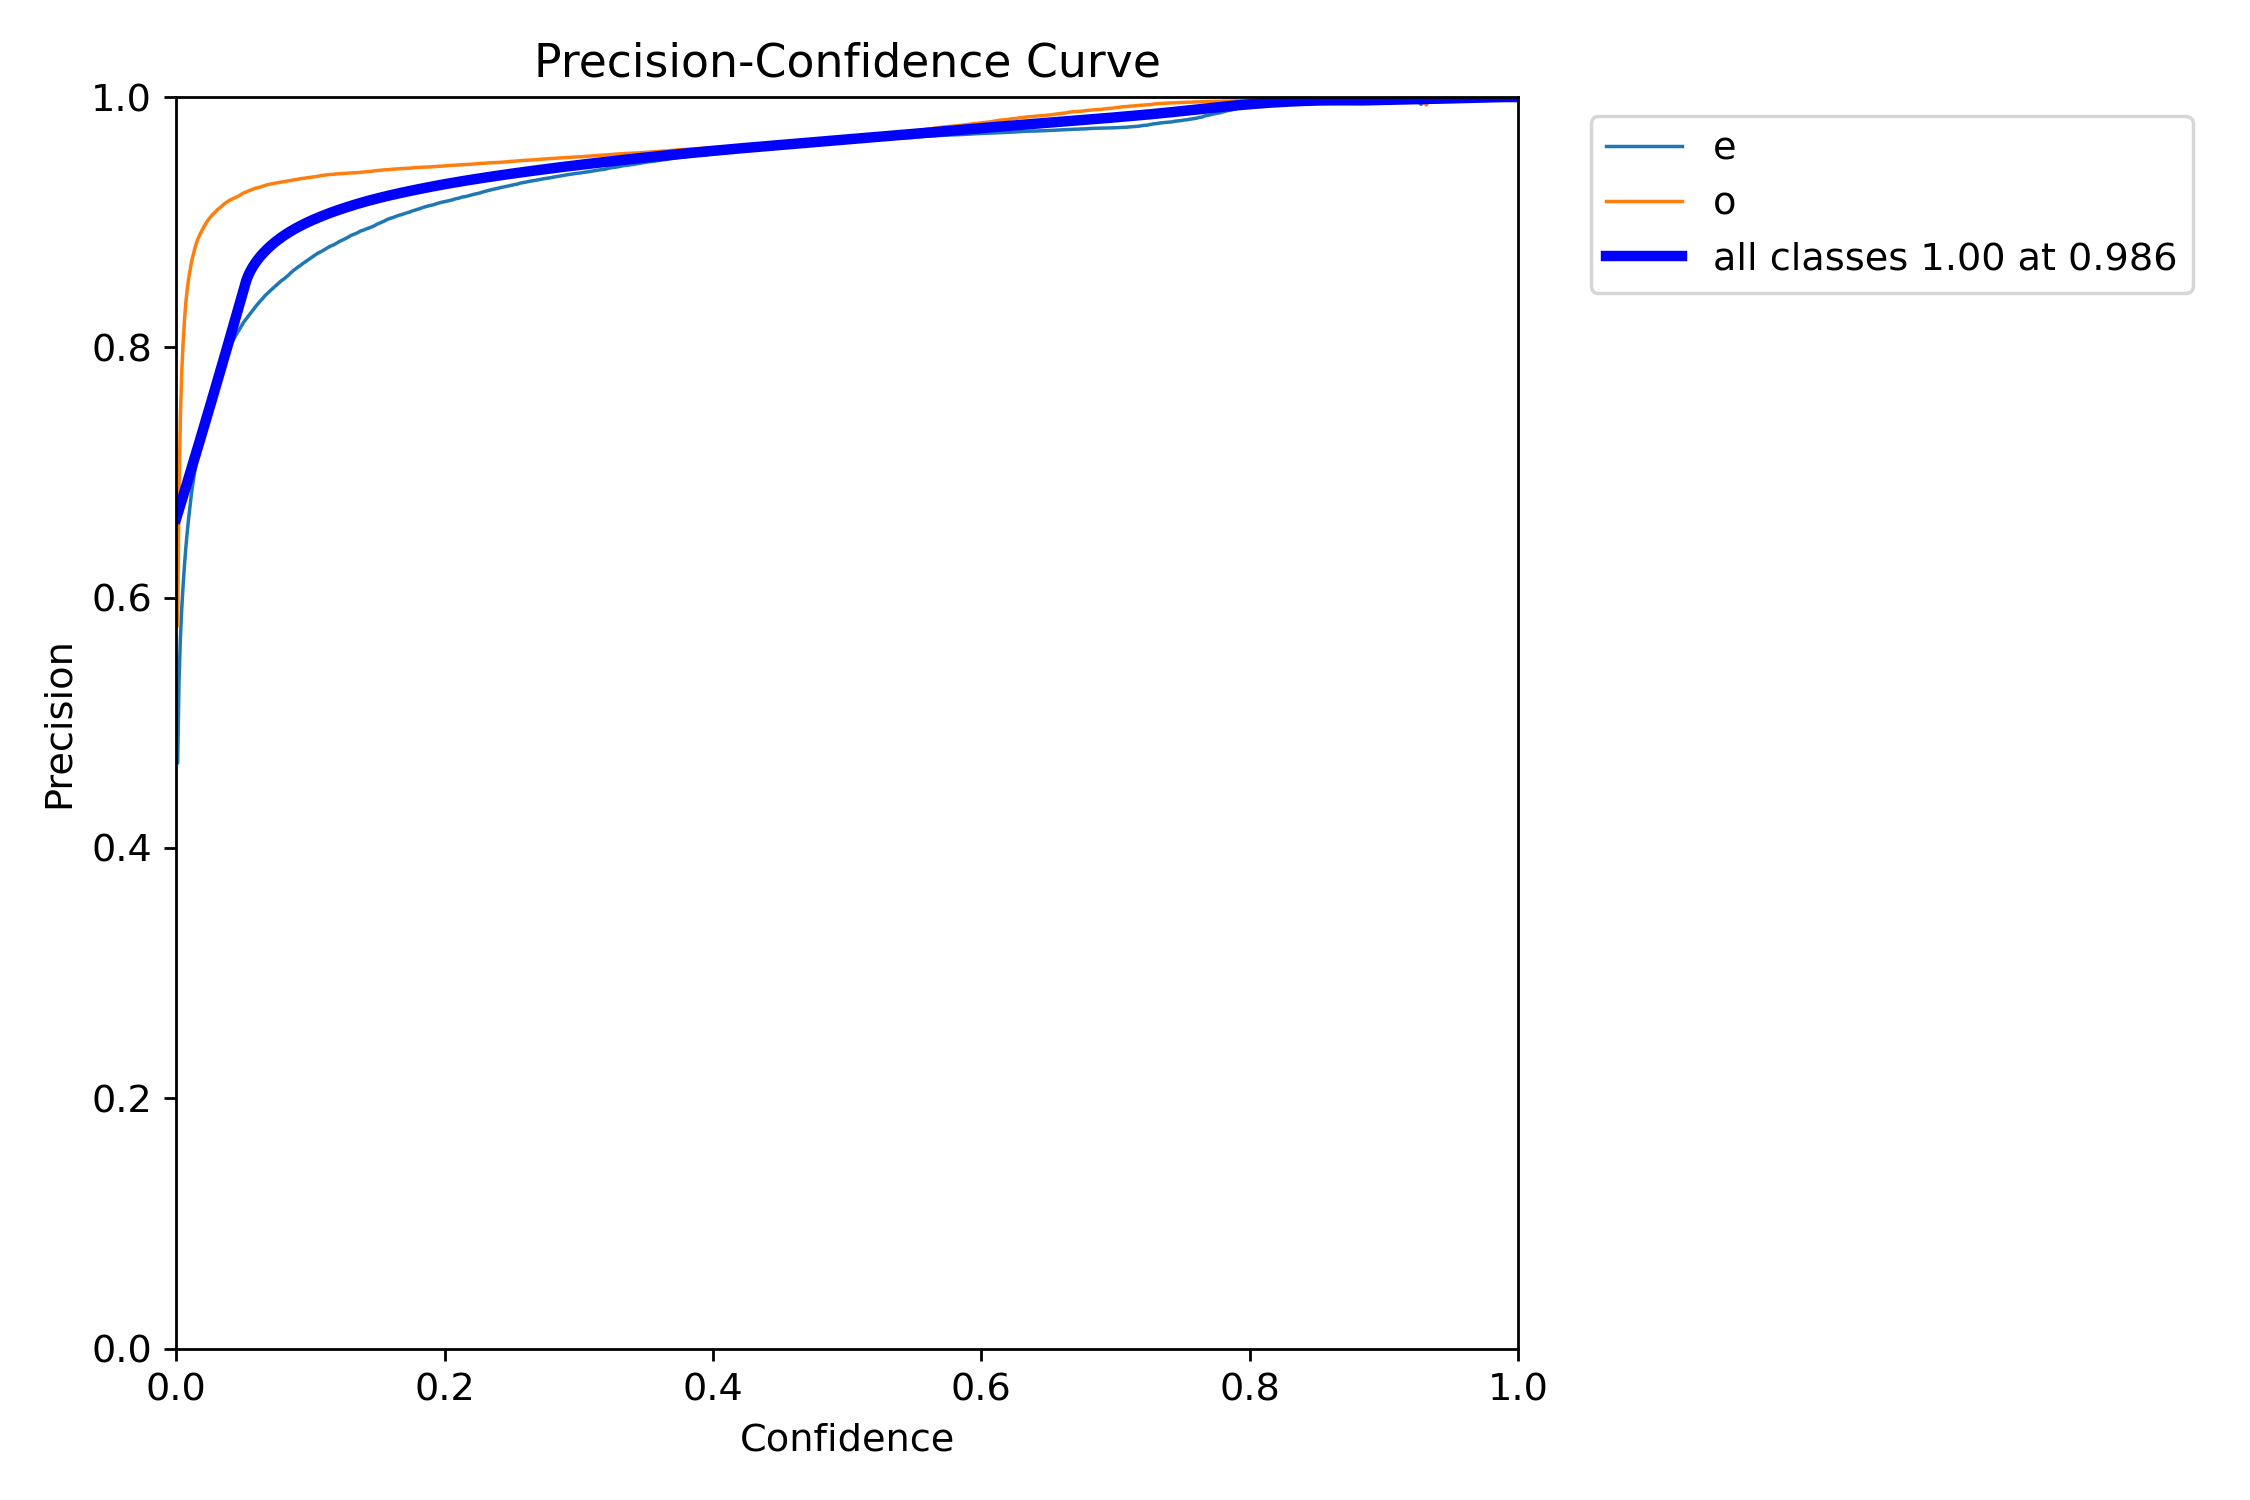 Precision-Confidence Curve
1.0
0.8
0.6
0.4
0.2
0.0
Precision
0.0 0.2 0.4 0.6 0.8 1.0
Confidence
e
o
all classes 1.00 at 0.986